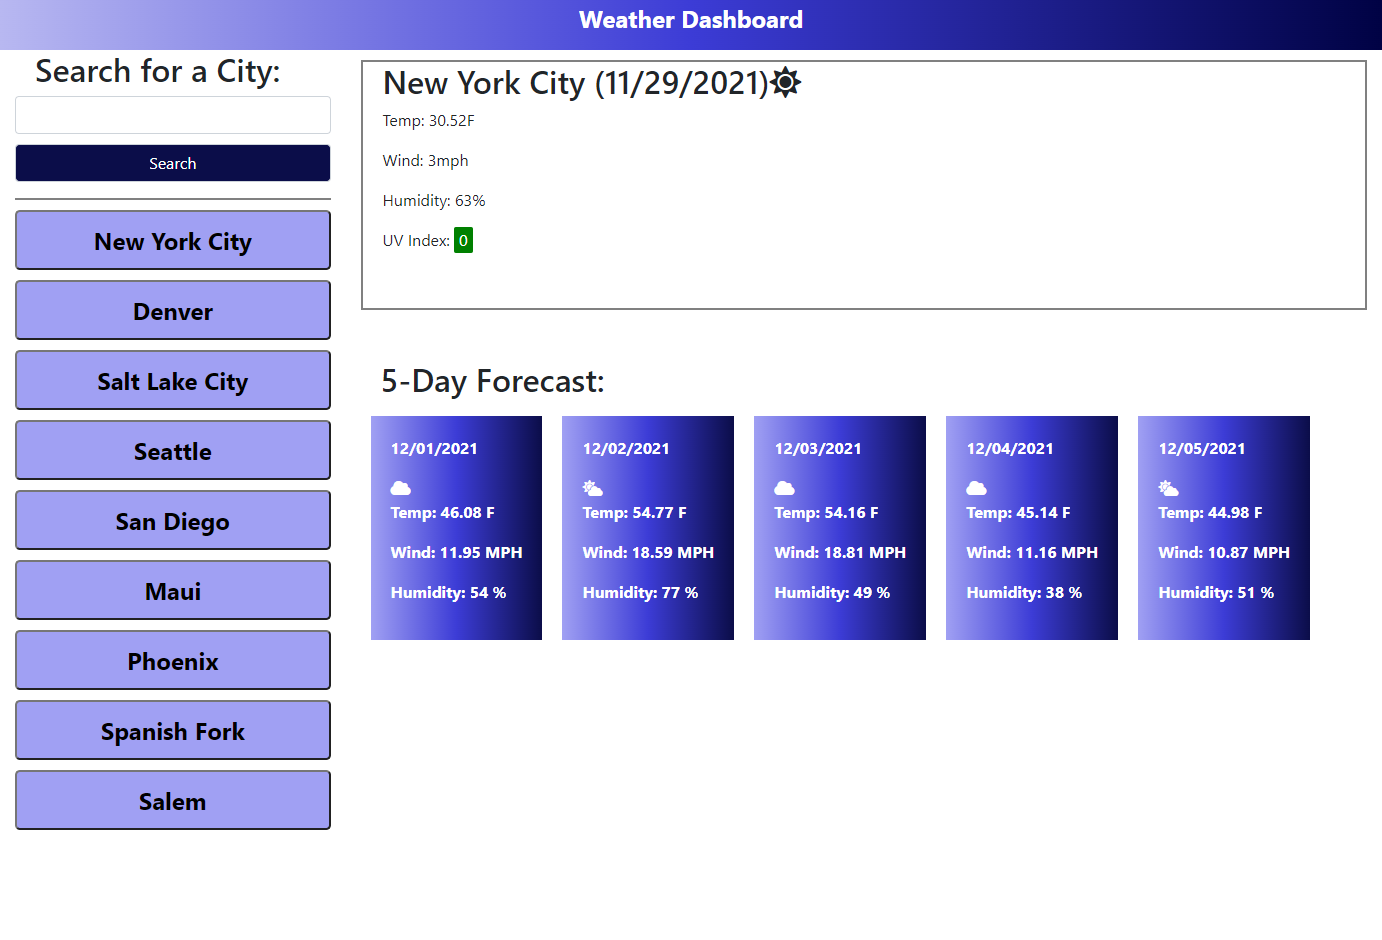 Weather Dashboard
Search for a City:
Search
New York City
Denver
Salt Lake City
Seattle
San Diego
Maui
Phoenix
Spanish Fork
Salem
New York City (11/29/2021)
Temp: 30.52F
Wind: 3mph
Humidity: 63%
UV Index: 0
5-Day Forecast:
12/01/2021
Temp: 46.08 F
Wind: 11.95 MPH
Humidity: 54 %
12/02/2021
Temp: 54.77 F
Wind: 18.59 MPH
Humidity: 77 %
12/03/2021
Temp: 54.16 F
Wind: 18.81 MPH
Humidity: 49 %
12/04/2021
Temp: 45.14 F
Wind: 11.16 MPH
Humidity: 38 %
12/05/2021
Temp: 44.98 F
Wind: 10.87 MPH
Humidity: 51 %